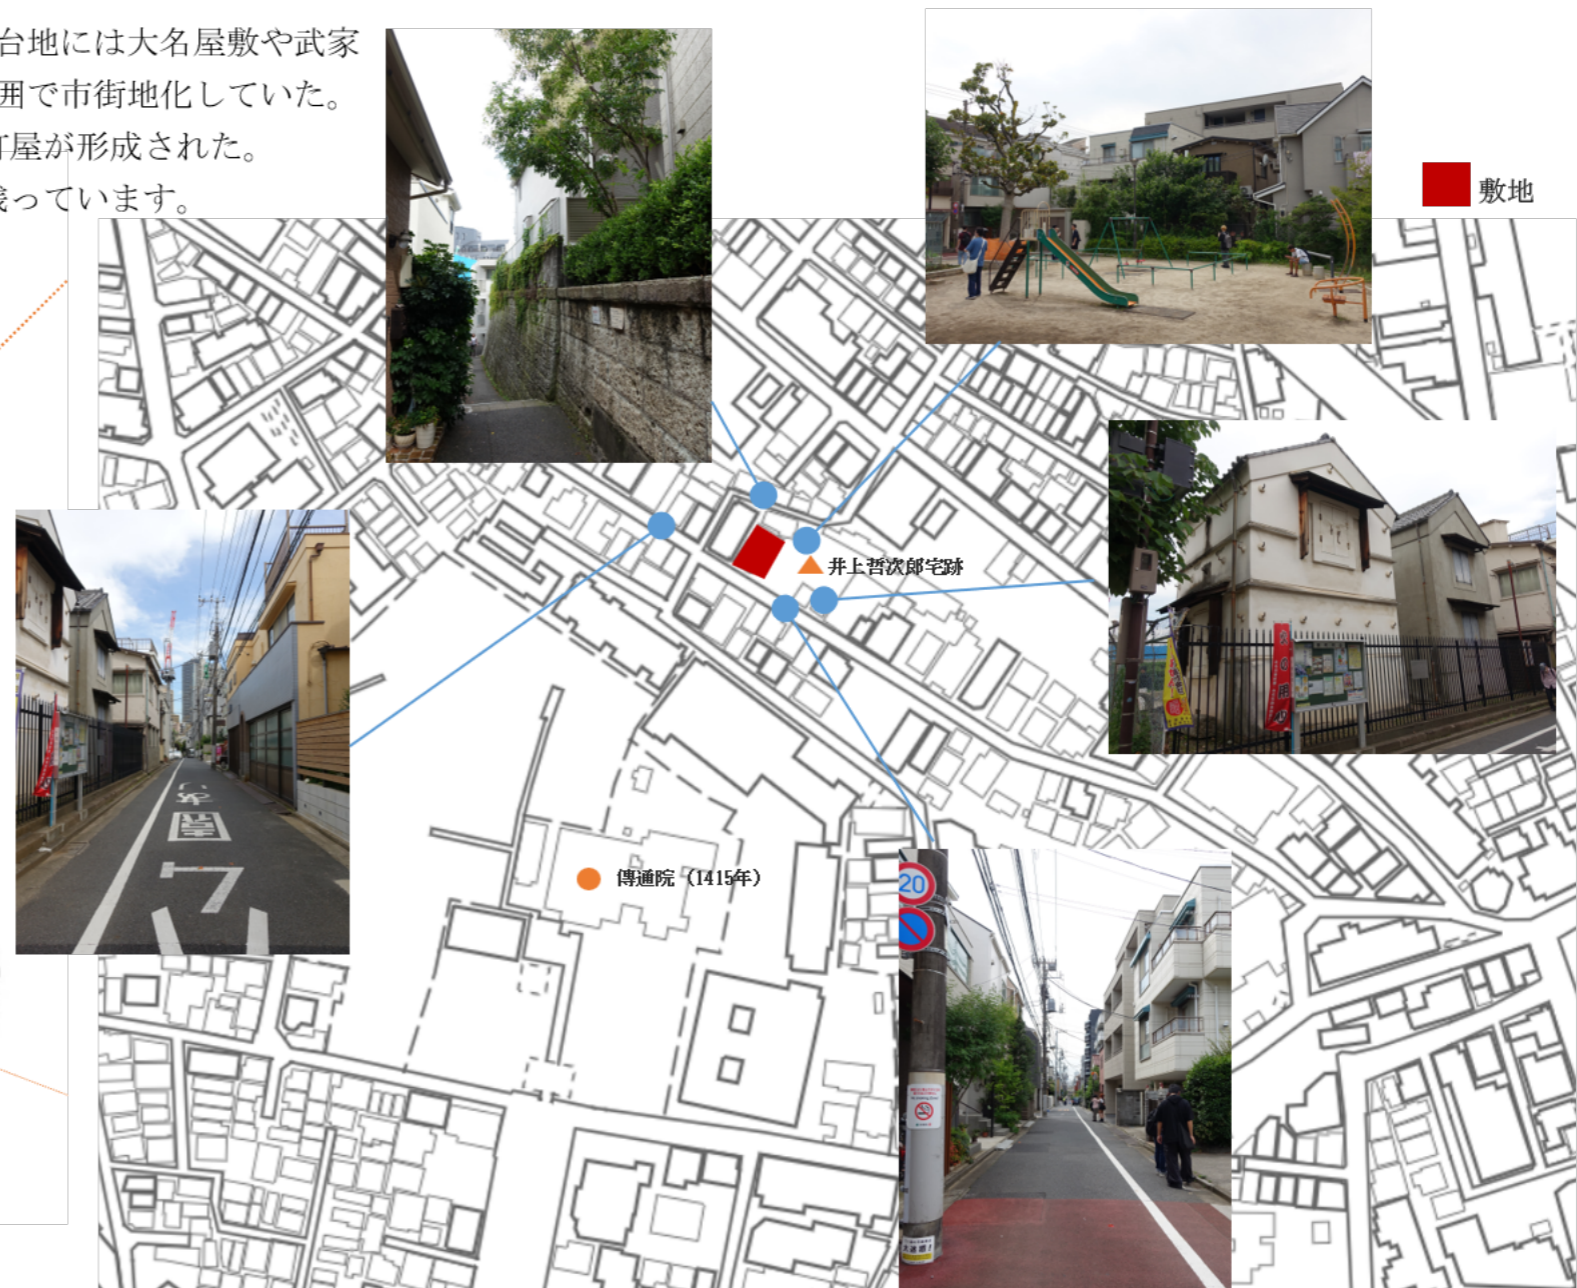 台地には大名屋敷や武家
囲で市街地化していた。
町屋が形成された。
残っています。
敷地
井上哲次郎宅跡
傳通院（1415年）
20